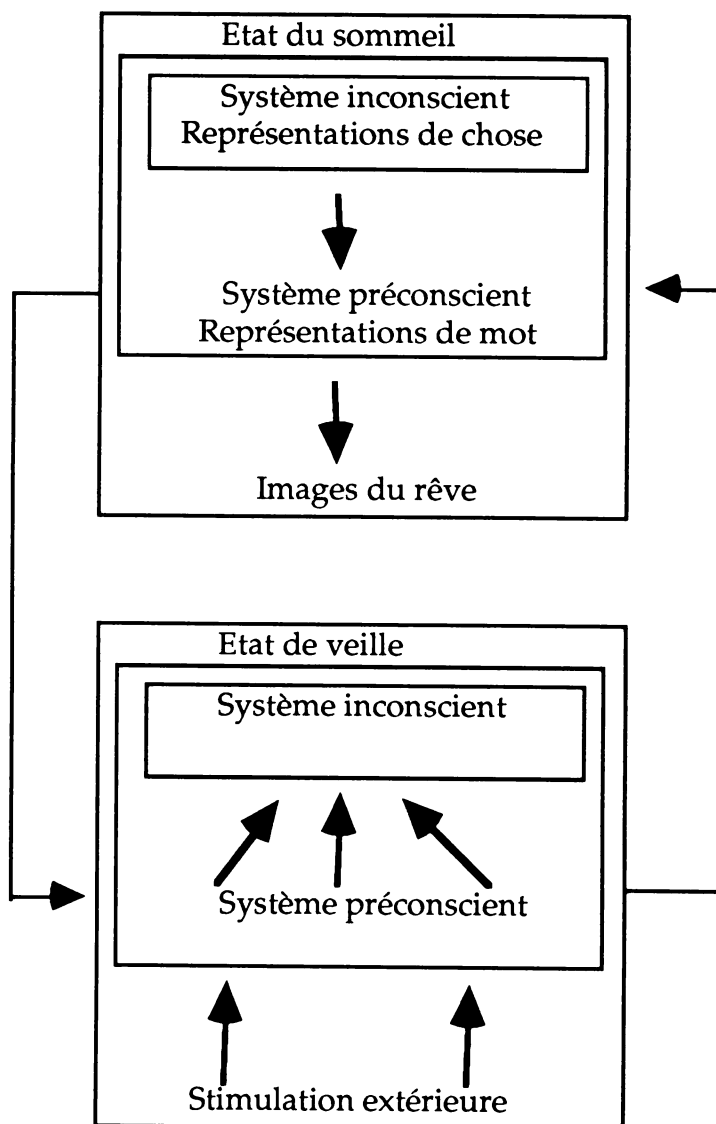 Etat du sommeil
Système inconscient
Représentations de chose
Système préconscient
Représentations de mot
Images du rêve
Etat de veille
Système inconscient
Système préconscient
Stimulation extérieure